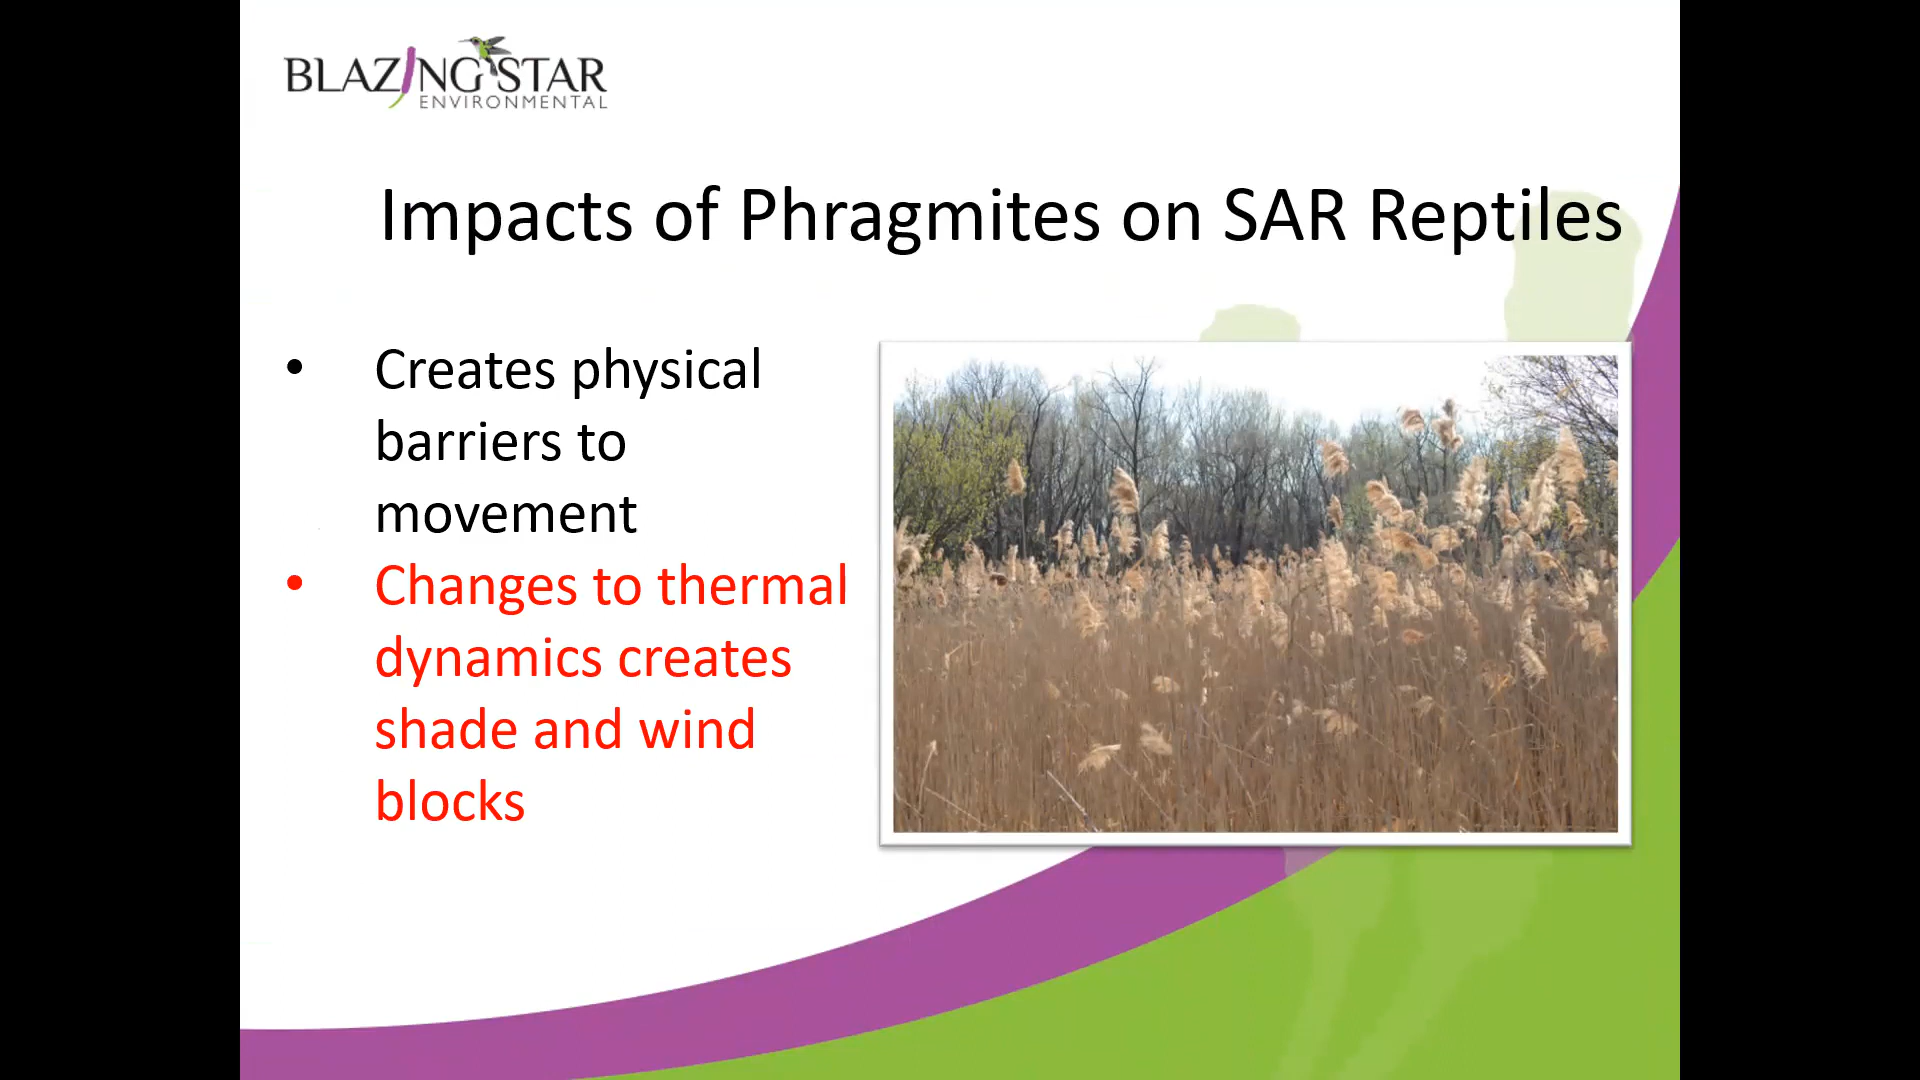 BLAZING STAR
ENVIRONMENTAL
Impacts of Phragmites on SAR Reptiles
• Creates physical
barriers to
movement
• Changes to thermal
dynamics creates
shade and wind
blocks